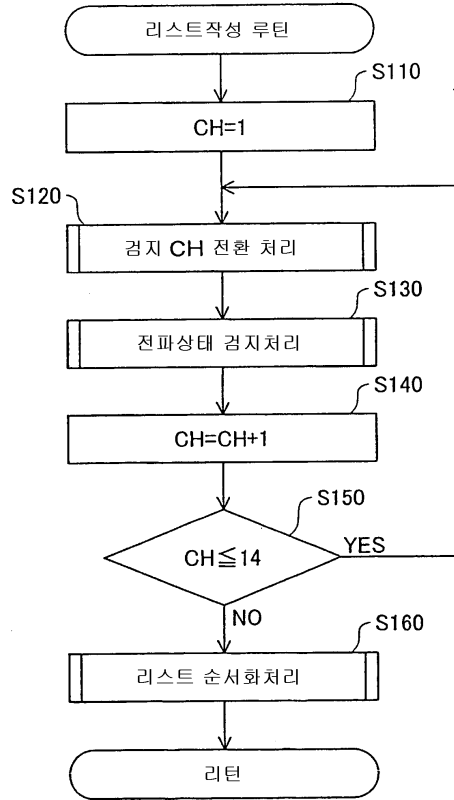 리스트작성 루틴
S110
CH=1
S120
검지 CH 전환 처리
S130
전파상태 검지처리
S140
CH=CH+1
S150
CH≦14
YES
NO
S160
리스트 순서화처리
리턴